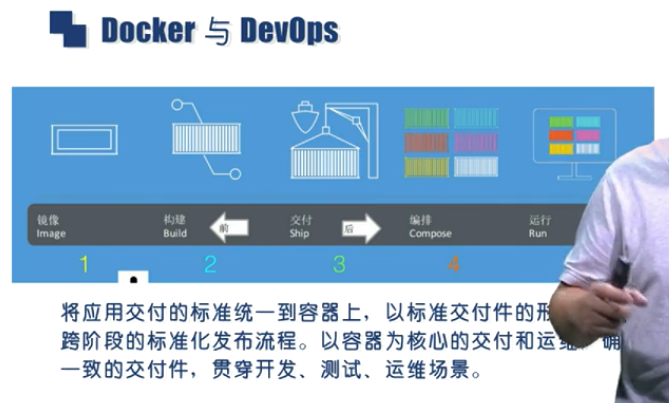 Docker 与 DevOps
镜像 构建 交付 编排 运行
前 后
Image Build Ship Compose Run
1 2 3 4
将应用交付的标准统一到容器上，以标准交付件的形
跨阶段的标准化发布流程。以容器为核心的交付和运维，确
一致的交付件，贯穿开发、测试、运维场景。